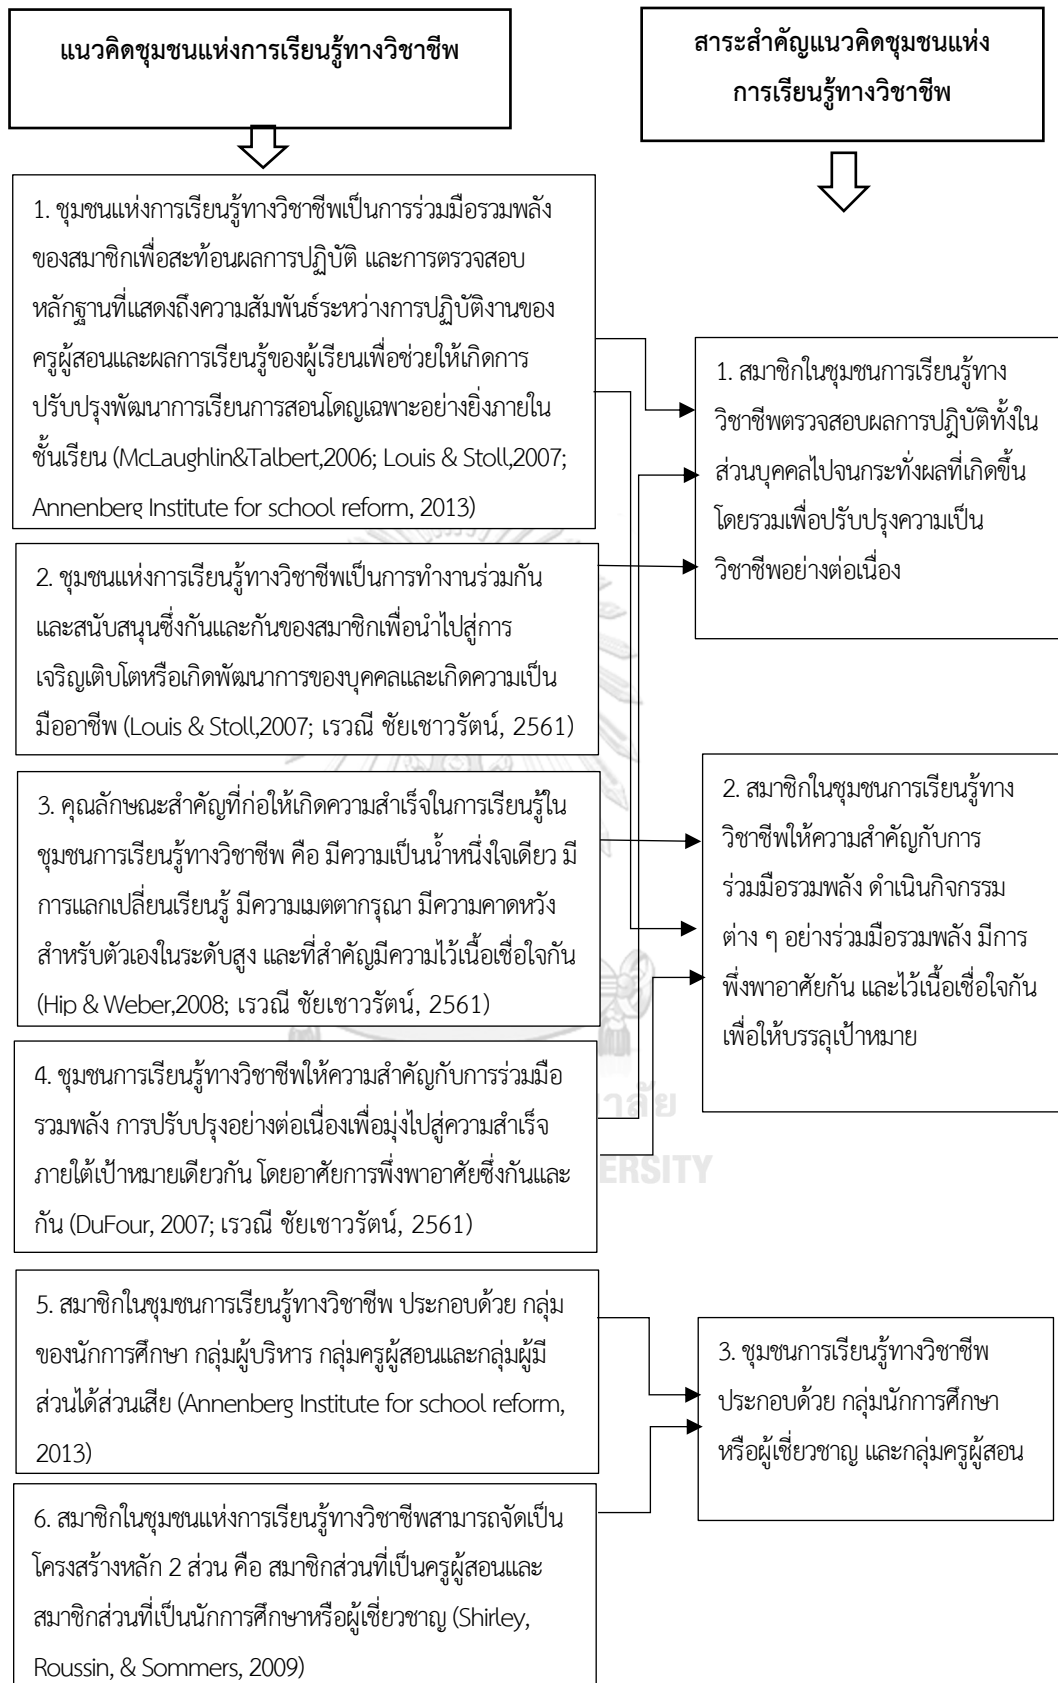 แนวคิดชุมชนแห่งการเรียนรู้ทางวิชาชีพ
สาระสำคัญแนวคิดชุมชนแห่ง
การเรียนรู้ทางวิชาชีพ
1. ชุมชนแห่งการเรียนรู้ทางวิชาชีพเป็นการร่วมมือรวมพลัง
ของสมาชิกเพื่อสะท้อนผลการปฏิบัติ และการตรวจสอบ
หลักฐานที่แสดงถึงความสัมพันธ์ระหว่างการปฏิบัติงานของ
ครูผู้สอนและผลการเรียนรู้ของผู้เรียนเพื่อช่วยให้เกิดการ
ปรับปรุงพัฒนาการเรียนการสอนโดญเฉพาะอย่างยิ่งภายใน
ชั้นเรียน (McLaughlin&Talbert,2006; Louis & Stoll,2007;
Annenberg Institute for school reform, 2013)
2. ชุมชนแห่งการเรียนรู้ทางวิชาชีพเป็นการทำงานร่วมกัน
และสนับสนุนซึ่งกันและกันของสมาชิกเพื่อนำไปสู่การ
เจริญเติบโตหรือเกิดพัฒนาการของบุคคลและเกิดความเป็น
มืออาชีพ (Louis & Stoll,2007; เรวณี ชัยเชาวรัตน์, 2561)
3. คุณลักษณะสำคัญที่ก่อให้เกิดความสำเร็จในการเรียนรู้ใน
ชุมชนการเรียนรู้ทางวิชาชีพ คือ มีความเป็นน้ำหนึ่งใจเดียว มี
การแลกเปลี่ยนเรียนรู้ มีความเมตตากรุณา มีความคาดหวัง
สำหรับตัวเองในระดับสูง และที่สำคัญมีความไว้เนื้อเชื่อใจกัน
(Hip & Weber,2008; เรวณี ชัยเชาวรัตน์, 2561)
4. ชุมชนการเรียนรู้ทางวิชาชีพให้ความสำคัญกับการร่วมมือ
รวมพลัง การปรับปรุงอย่างต่อเนื่องเพื่อมุ่งไปสู่ความสำเร็จ
ภายใต้เป้าหมายเดียวกัน โดยอาศัยการพึ่งพาอาศัยซึ่งกันและ
กัน (DuFour, 2007; เรวณี ชัยเชาวรัตน์, 2561)
5. สมาชิกในชุมชนการเรียนรู้ทางวิชาชีพ ประกอบด้วย กลุ่ม
ของนักการศึกษา กลุ่มผู้บริหาร กลุ่มครูผู้สอนและกลุ่มผู้มี
ส่วนได้ส่วนเสีย (Annenberg Institute for school reform,
2013)
6. สมาชิกในชุมชนแห่งการเรียนรู้ทางวิชาชีพสามารถจัดเป็น
โครงสร้างหลัก 2 ส่วน คือ สมาชิกส่วนที่เป็นครูผู้สอนและ
สมาชิกส่วนที่เป็นนักการศึกษาหรือผู้เชี่ยวชาญ (Shirley,
Roussin, & Sommers, 2009)
1. สมาชิกในชุมชนการเรียนรู้ทาง
วิชาชีพตรวจสอบผลการปฎิบัติทั้งใน
ส่วนบุคคลไปจนกระทั่งผลที่เกิดขึ้น
โดยรวมเพื่อปรับปรุงความเป็น
วิชาชีพอย่างต่อเนื่อง
2. สมาชิกในชุมชนการเรียนรู้ทาง
วิชาชีพให้ความสำคัญกับการ
ร่วมมือรวมพลัง ดำเนินกิจกรรม
ต่าง ๆ อย่างร่วมมือรวมพลัง มีการ
พึ่งพาอาศัยกัน และไว้เนื้อเชื่อใจกัน
เพื่อให้บรรลุเป้าหมาย
าลัย
ERSITY
3. ชุมชนการเรียนรู้ทางวิชาชีพ
ประกอบด้วย กลุ่มนักการศึกษา
หรือผู้เชี่ยวชาญ และกลุ่มครูผู้สอน